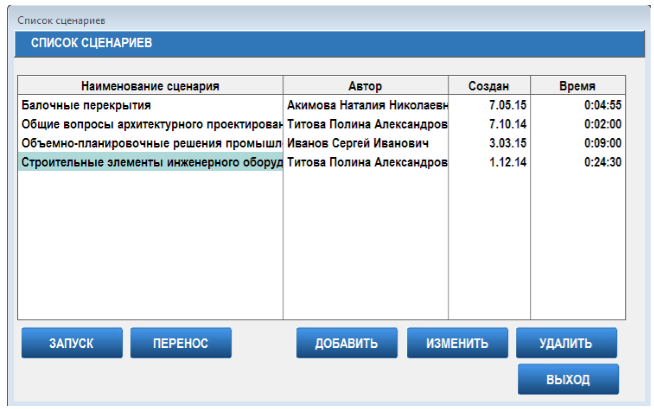 Список сценариев
СПИСОК СЦЕНАРИЕВ
Наименование сценария Автор Создан Время
Балочные перекрытия Акимова Наталия Николаевн 7.05.15 0:04:55
Общие вопросы архитектурного проектирован Титова Полина Александров 7.10.14 0:02:00
Объемно-планировочные решения промышл Иванов Сергей Иванович 3.03.15 0:09:00
Строительные элементы инженерного оборуд Титова Полина Александров 1.12.14 0:24:30
ЗАПУСК ПЕРЕНОС ДОБАВИТЬ ИЗМЕНИТЬ УДАЛИТЬ
ВЫХОД